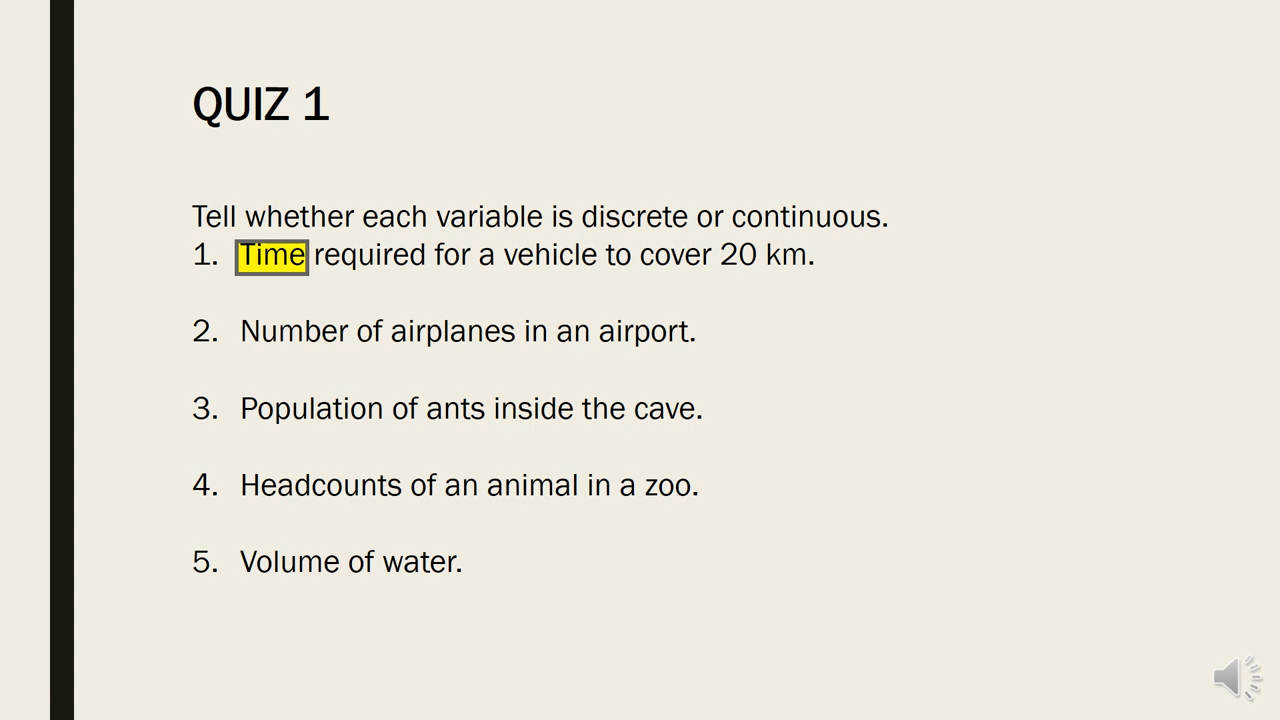 QUIZ 1
Tell whether each variable is discrete or continuous.
1. Time required for a vehicle to cover 20 km.
2. Number of airplanes in an airport.
3. Population of ants inside the cave.
4. Headcounts of an animal in a zoo.
5. Volume of water.